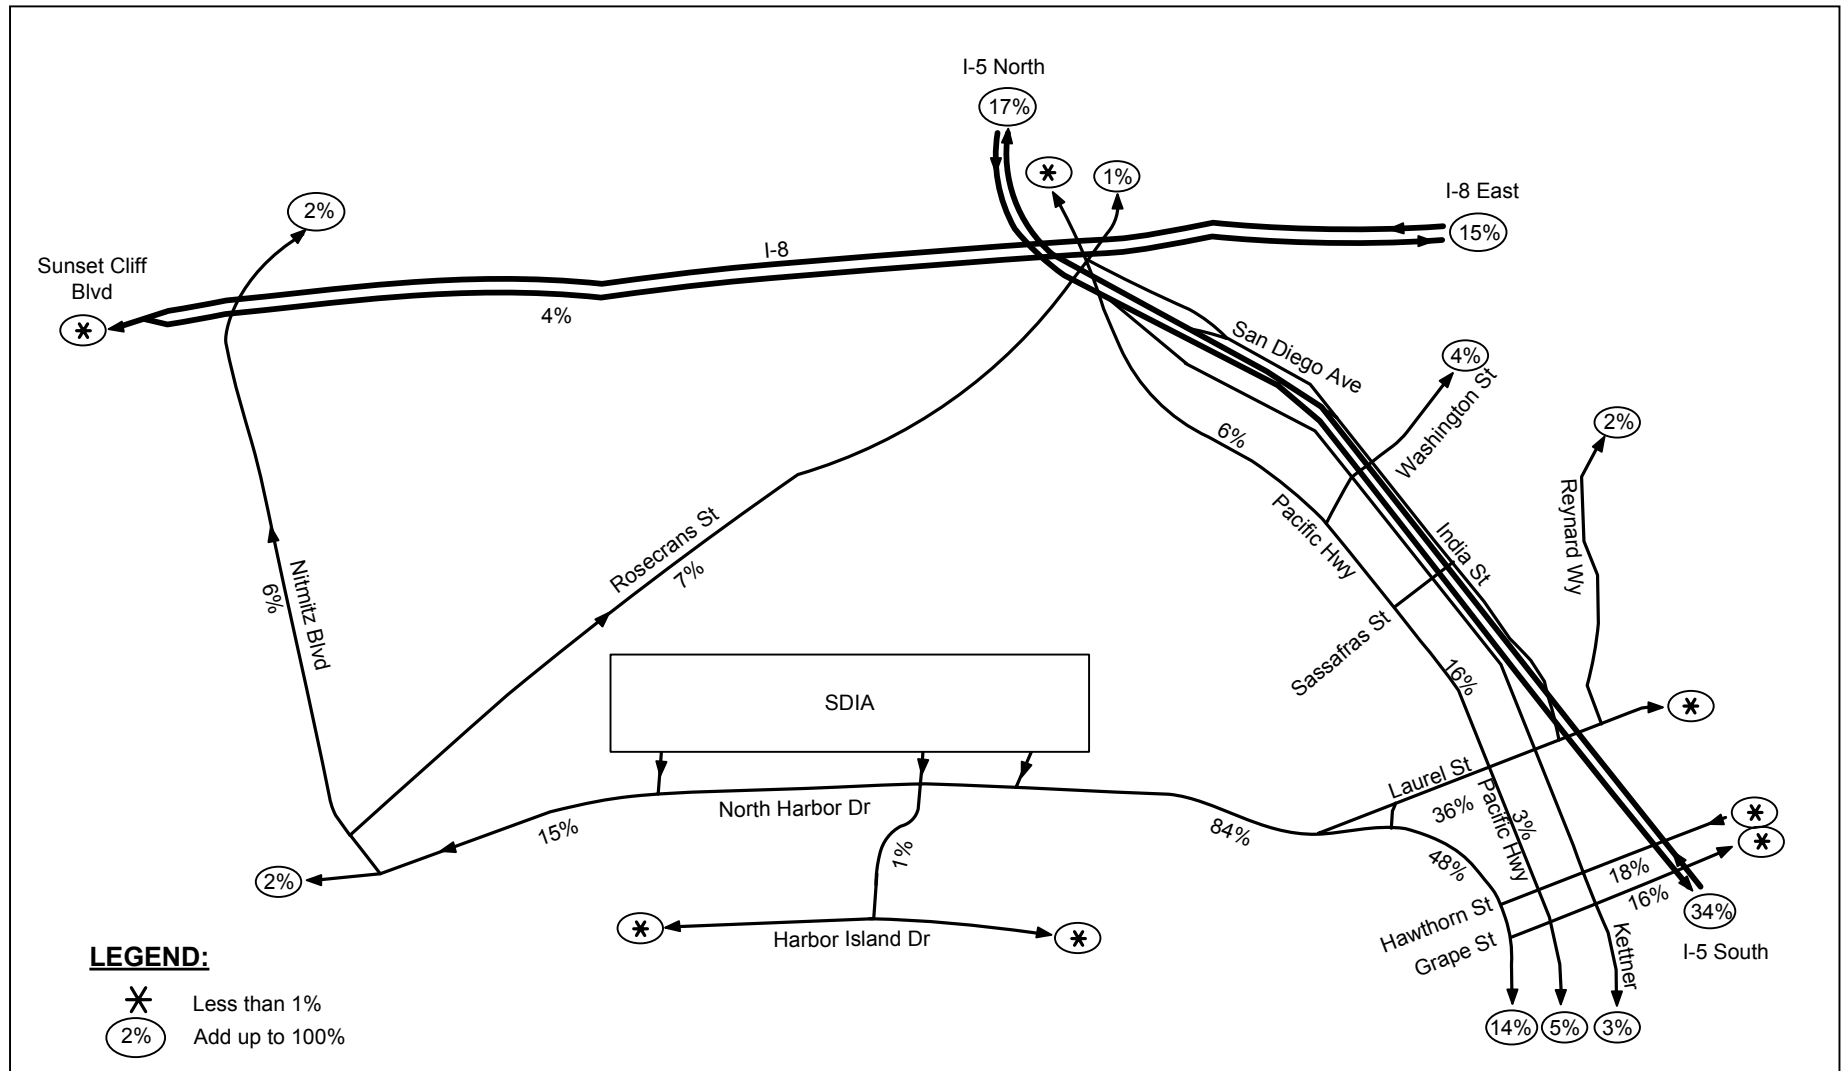 I-5 North
17%
*
1%
I-8 East
15%
2%
Sunset Cliff
Blvd
*
I-8
4%
San Diego Ave
4%
Washington St
6%
2%
Reynard Wy
Pacific Hwy
India St
Rosecrans St
7%
Nitmitz Blvd
6%
Sassafras St
16%
SDIA
*
North Harbor Dr
15%
84%
1%
Laurel St
36%
Pacific Hwy
3%
48%
*
*
18%
16%
34%
I-5 South
2%
Hawthorn St
Grape St
Kettner
*
Harbor Island Dr
*
14%
5%
3%
LEGEND:
* Less than 1%
2% Add up to 100%